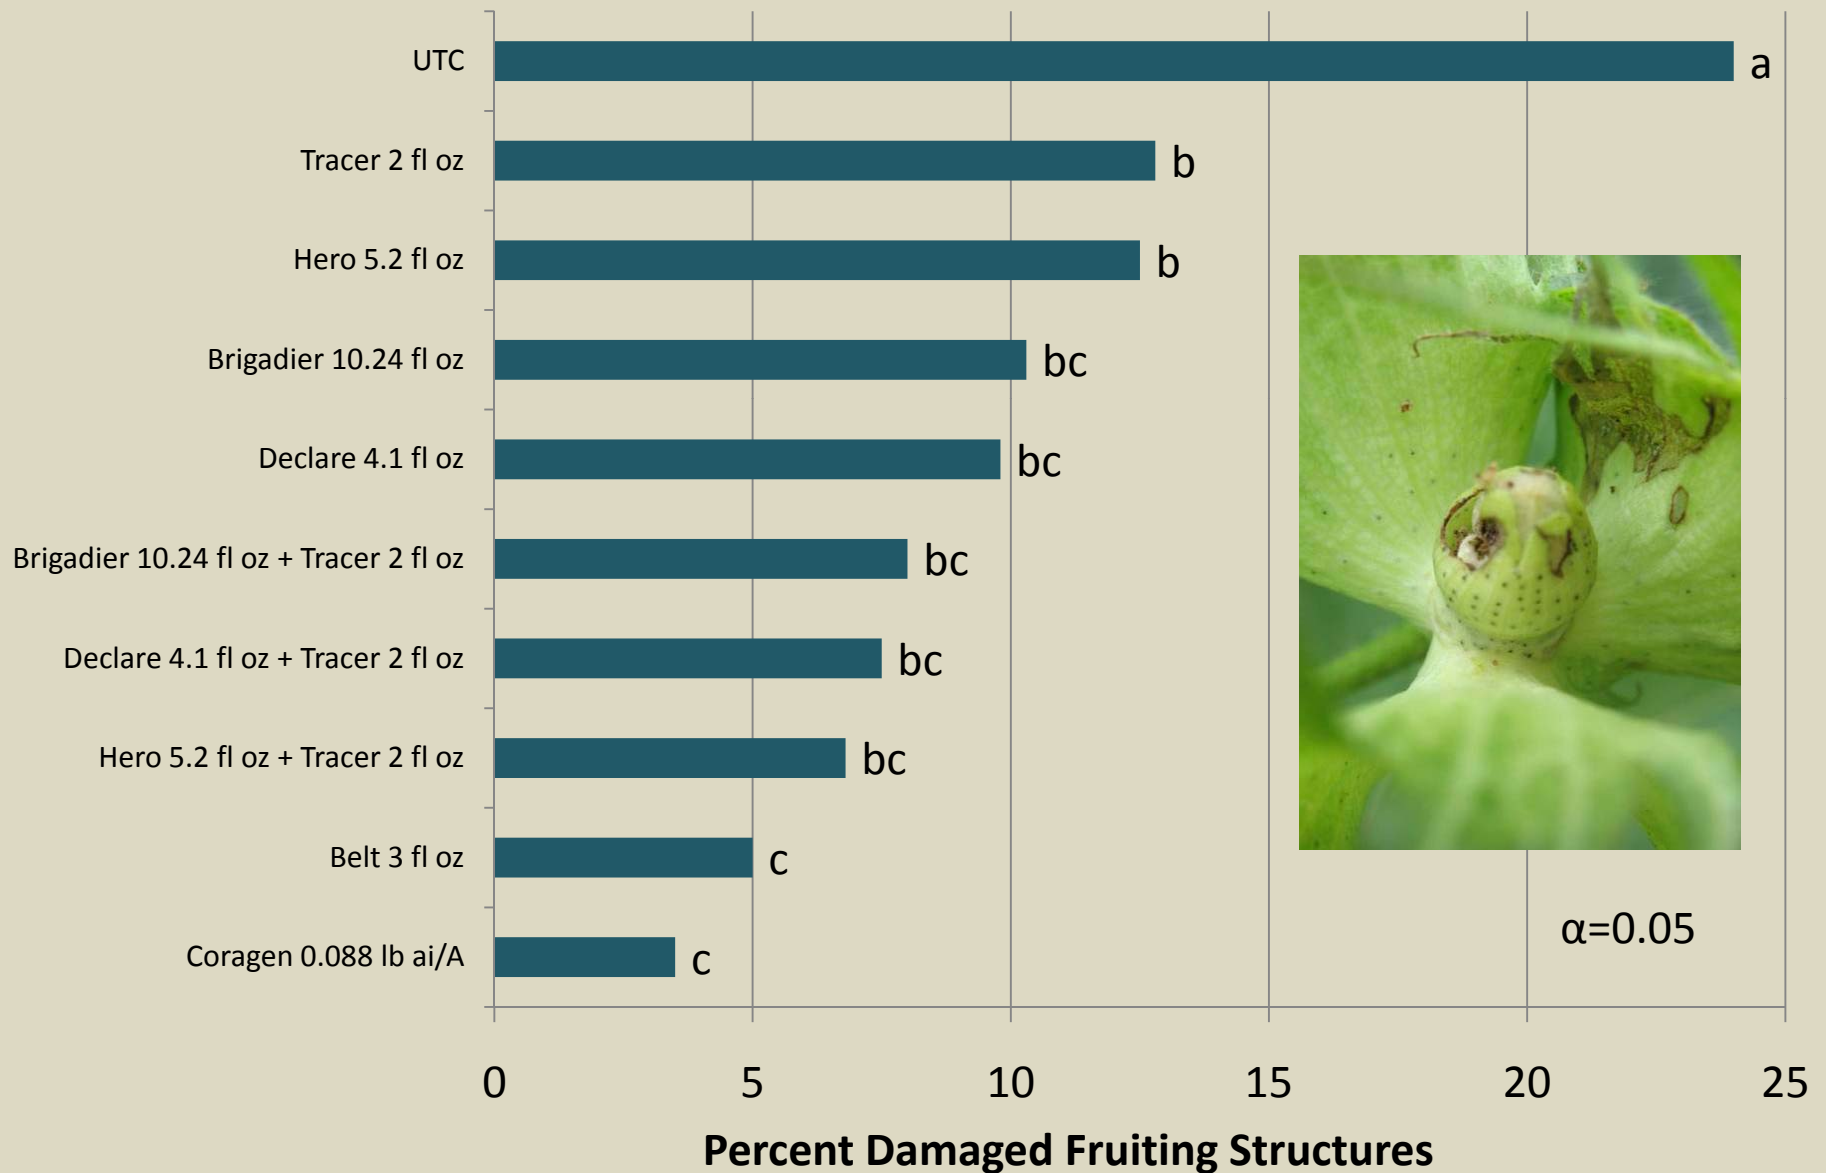 UTC
a
Tracer 2 fl oz
b
Hero 5.2 fl oz
b
Brigadier 10.24 fl oz
bc
Declare 4.1 fl oz
bc
Brigadier 10.24 fl oz + Tracer 2 fl oz
bc
Declare 4.1 fl oz + Tracer 2 fl oz
bc
Hero 5.2 fl oz + Tracer 2 fl oz
bc
Belt 3 fl oz
c
Coragen 0.088 lb ai/A
c
α=0.05
0 5 10 15 20 25
Percent Damaged Fruiting Structures